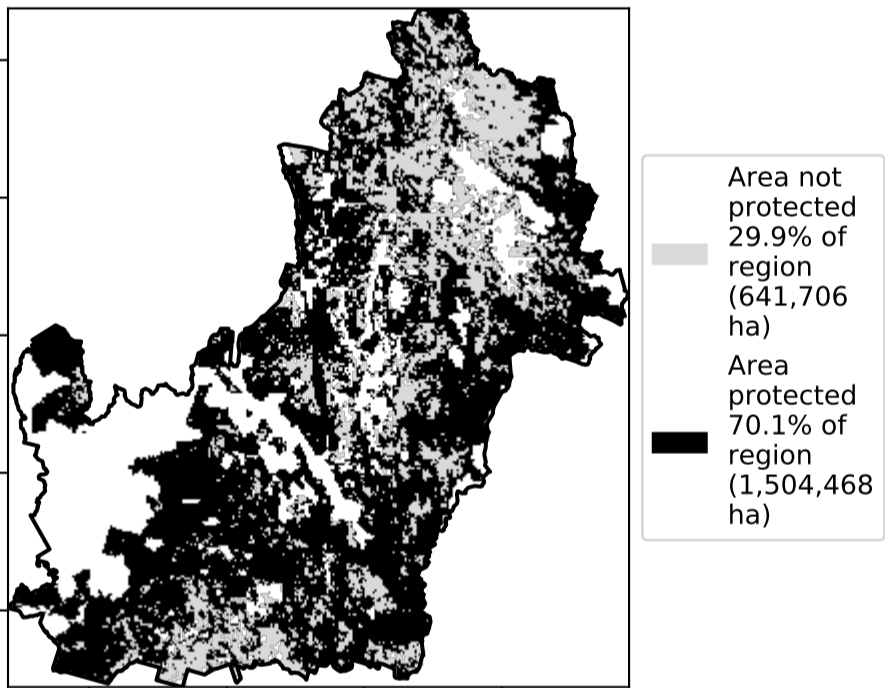 Area not
protected
29.9% of
region
(641,706
ha)
Area
protected
70.1% of
region
(1,504,468
ha)